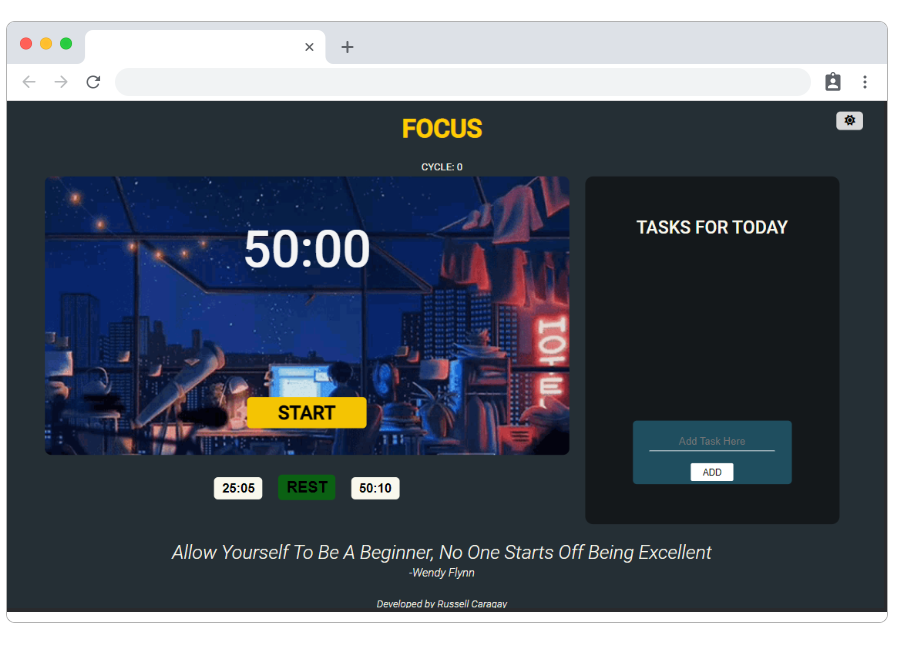 FOCUS
CYCLE: 0
50:00
HOTE
START
25:05
REST
50:10
TASKS FOR TODAY
Add Task Here
ADD
Allow Yourself To Be A Beginner, No One Starts Off Being Excellent
-Wendy Flynn
Developed by Russell Caragay